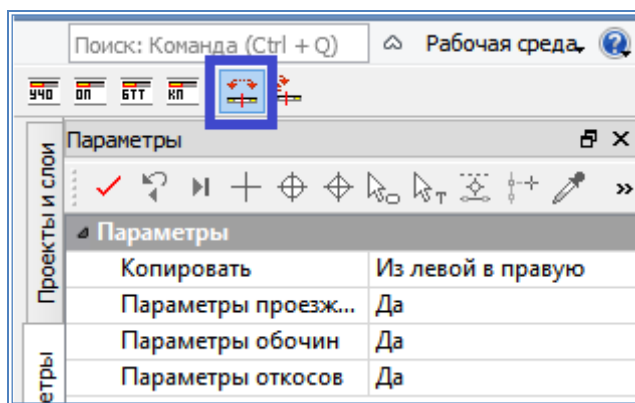 Поиск: Команда (Ctrl + Q) Рабочая среда
УЧО ОП БТТ КП
Параметры
Проекты и слои
Параметры
Копировать Из левой в правую
Параметры проезж... Да
Параметры обочин Да
Параметры откосов Да
етры